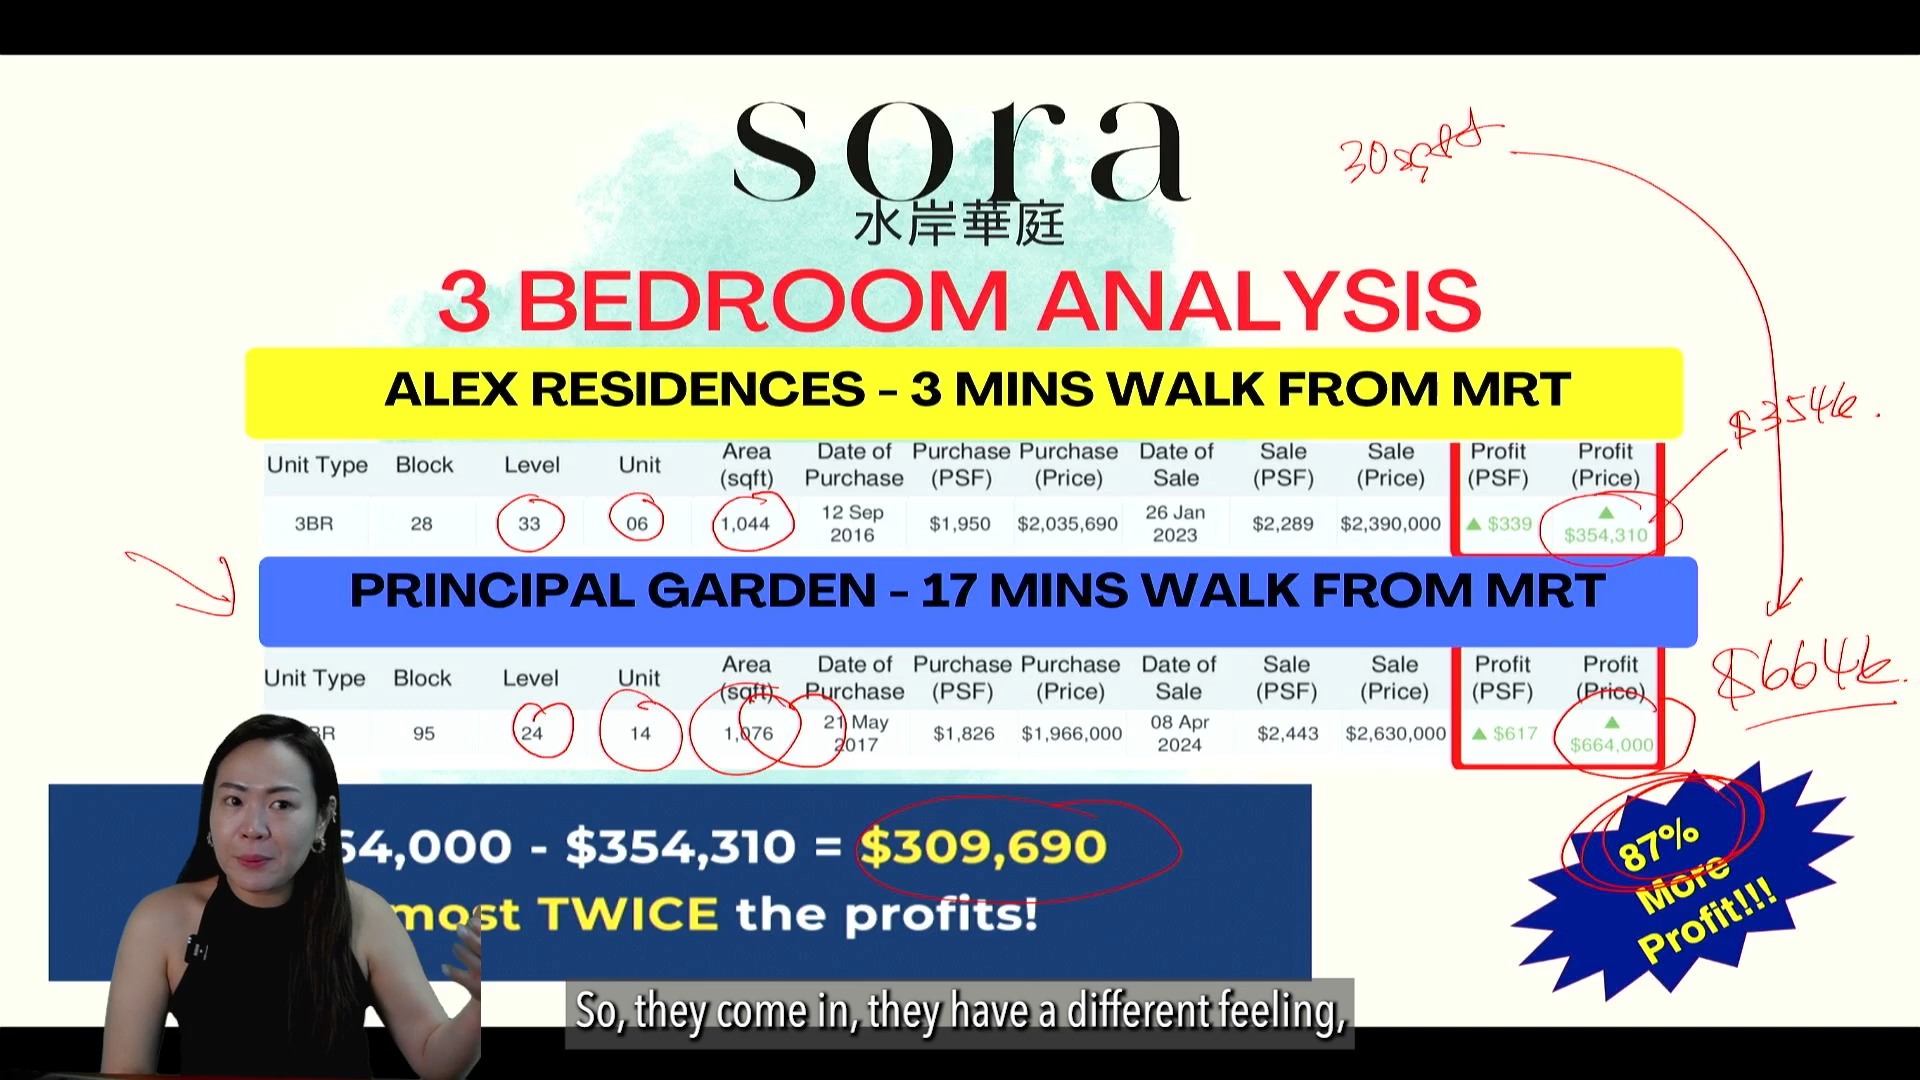 sora
水岸華庭
30 sqft
3 BEDROOM ANALYSIS
ALEX RESIDENCES - 3 MINS WALK FROM MRT
$354k.
Unit Type Block Level Unit Area (sqft) Date of Purchase Purchase (PSF) Purchase (Price) Date of Sale Sale (PSF) Sale (Price) Profit (PSF) Profit (Price)
3BR 28 33 06 1,044 12 Sep 2016 $1,950 $2,035,690 26 Jan 2023 $2,289 $2,390,000 ▲ $339 ▲ $354,310
PRINCIPAL GARDEN - 17 MINS WALK FROM MRT
$664k.
Unit Type Block Level Unit Area (sqft) Date of Purchase Purchase (PSF) Purchase (Price) Date of Sale Sale (PSF) Sale (Price) Profit (PSF) Profit (Price)
BR 95 24 14 1,076 21 May 2017 $1,826 $1,966,000 08 Apr 2024 $2,443 $2,630,000 ▲ $617 ▲ $664,000
64,000 - $354,310 = $309,690
most TWICE the profits!
87%
More
Profit!!!
So, they come in, they have a different feeling,